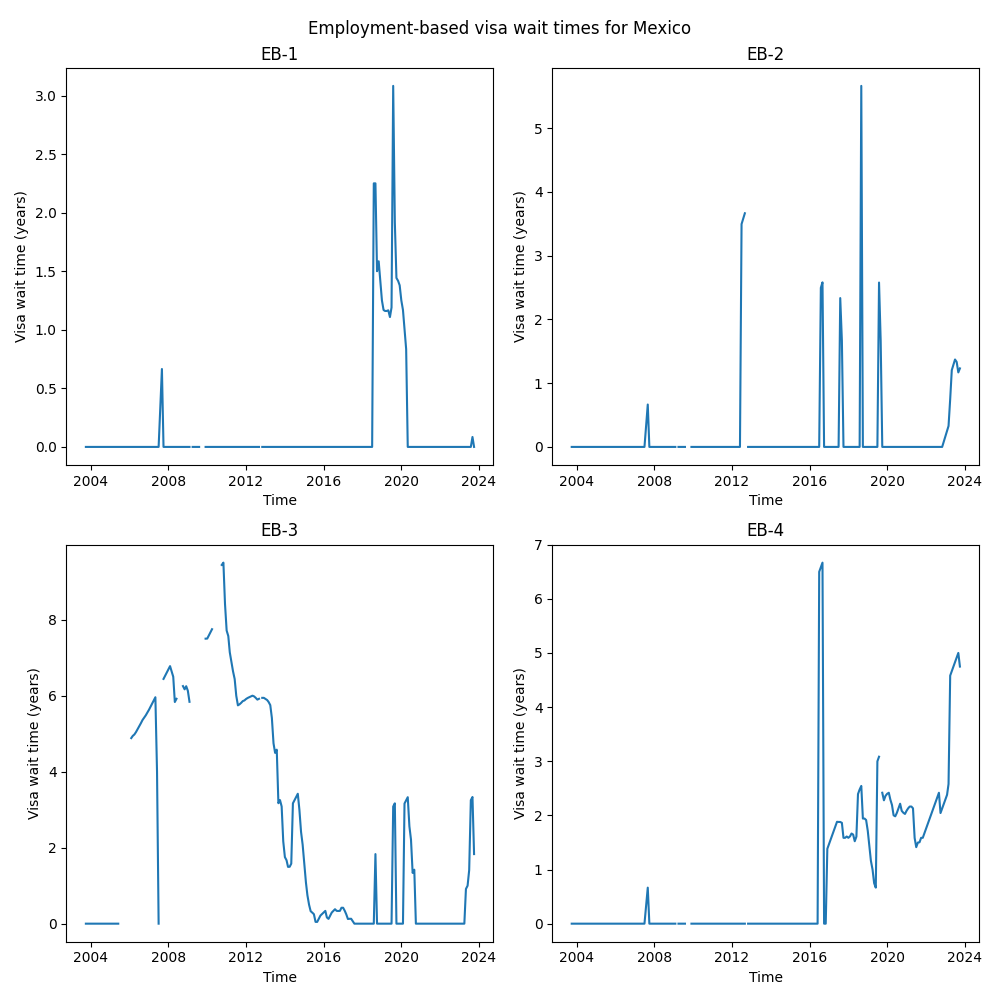 Employment-based visa wait times for Mexico
EB-1
3.0
2.5
2.0
1.5
1.0
0.5
0.0
Visa wait time (years)
2004 2008 2012 2016 2020 2024
Time
EB-2
5
4
3
2
1
0
Visa wait time (years)
2004 2008 2012 2016 2020 2024
Time
EB-3
8
6
4
2
0
Visa wait time (years)
2004 2008 2012 2016 2020 2024
Time
EB-4
7
6
5
4
3
2
1
0
Visa wait time (years)
2004 2008 2012 2016 2020 2024
Time